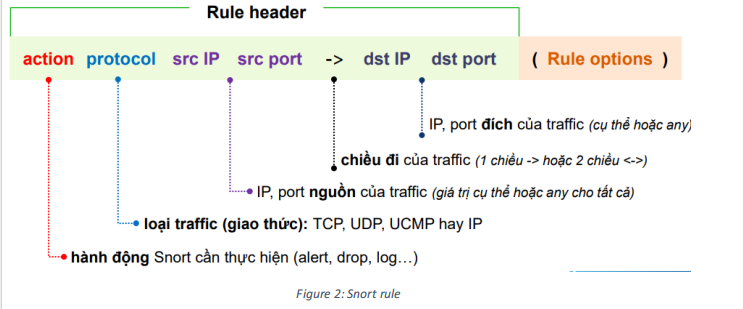 Rule header
action protocol src IP src port -> dst IP dst port ( Rule options )
IP, port đích của traffic (cụ thể hoặc any)
chiều đi của traffic (1 chiều -> hoặc 2 chiều <->)
IP, port nguồn của traffic (giá trị cụ thể hoặc any cho tất cả)
loại traffic (giao thức): TCP, UDP, UCMP hay IP
hành động Snort cần thực hiện (alert, drop, log…)
Figure 2: Snort rule